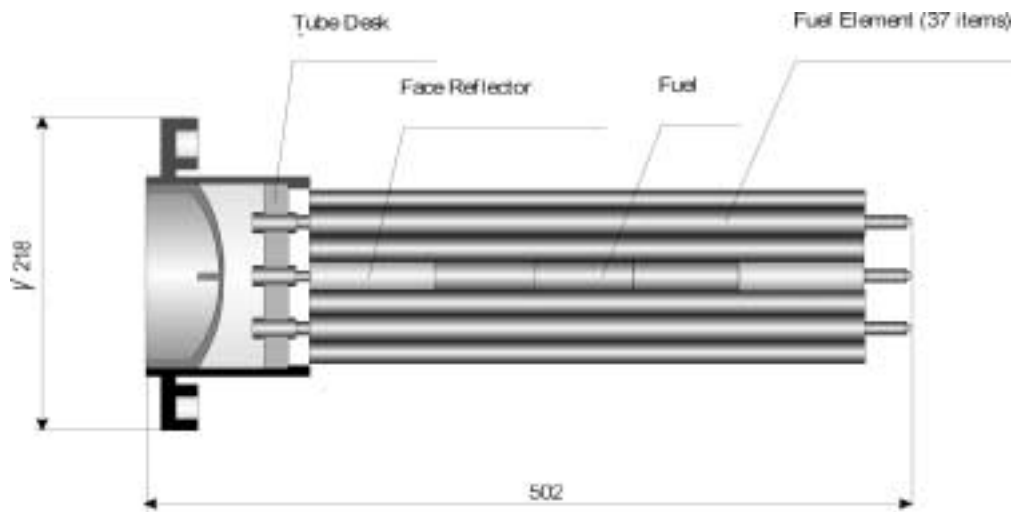 Tube Desk
Fuel Element (37 items)
Face Reflector
Fuel
218
502